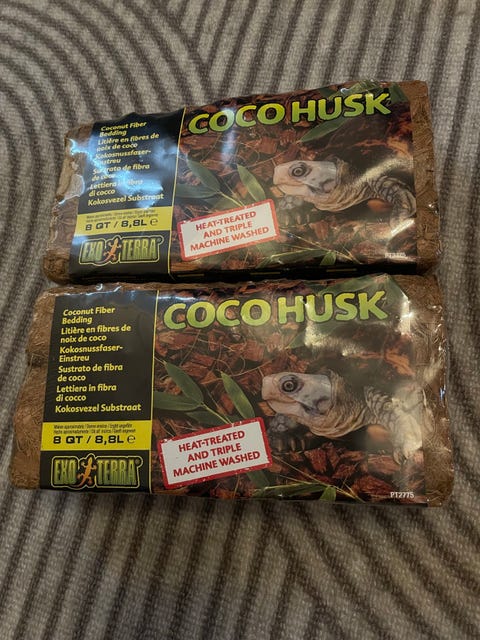 COCO HUSK
Coconut Fiber
Bedding
Litière en fibres de
noix de coco
Kokosnussfaser-
Einstreu
Sustrato de fibra
de coco
Lettiera in fibra
di cocco
Kokosvezel Substraat
8 QT / 8,8L e
EXO TERRA
HEAT-TREATED
AND TRIPLE
MACHINE WASHED
COCO HUSK
Coconut Fiber
Bedding
Litière en fibres de
noix de coco
Kokosnussfaser-
Einstreu
Sustrato de fibra
de coco
Lettiera in fibra
di cocco
Kokosvezel Substraat
8 QT / 8,8L e
EXO TERRA
HEAT-TREATED
AND TRIPLE
MACHINE WASHED
PT2775